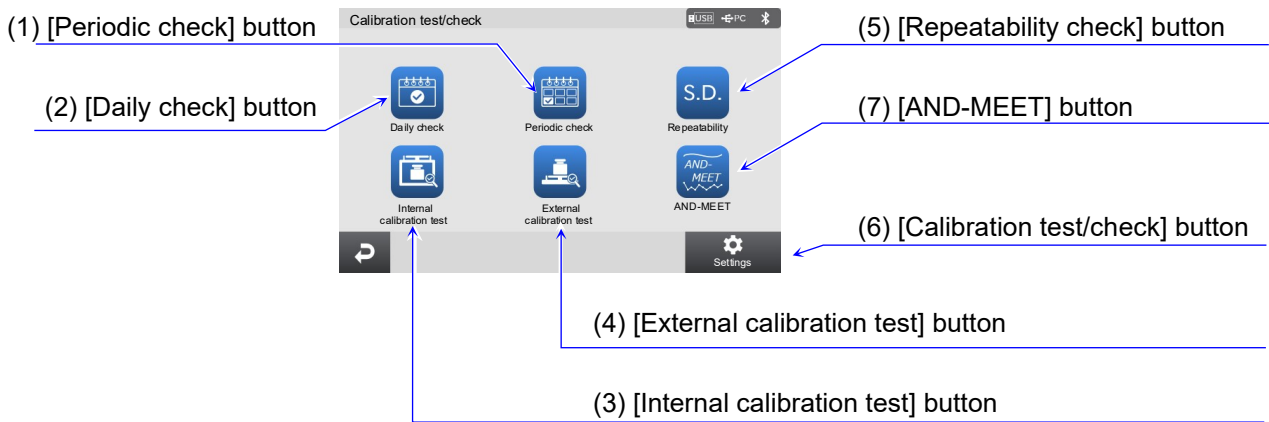 Calibration test/check
USB
PC
(1) [Periodic check] button
(5) [Repeatability check] button
(2) [Daily check] button
S.D.
(7) [AND-MEET] button
Daily check
Periodic check
Repeatability
AND-
MEET
Internal
calibration test
External
calibration test
AND-MEET
(6) [Calibration test/check] button
Settings
(4) [External calibration test] button
(3) [Internal calibration test] button